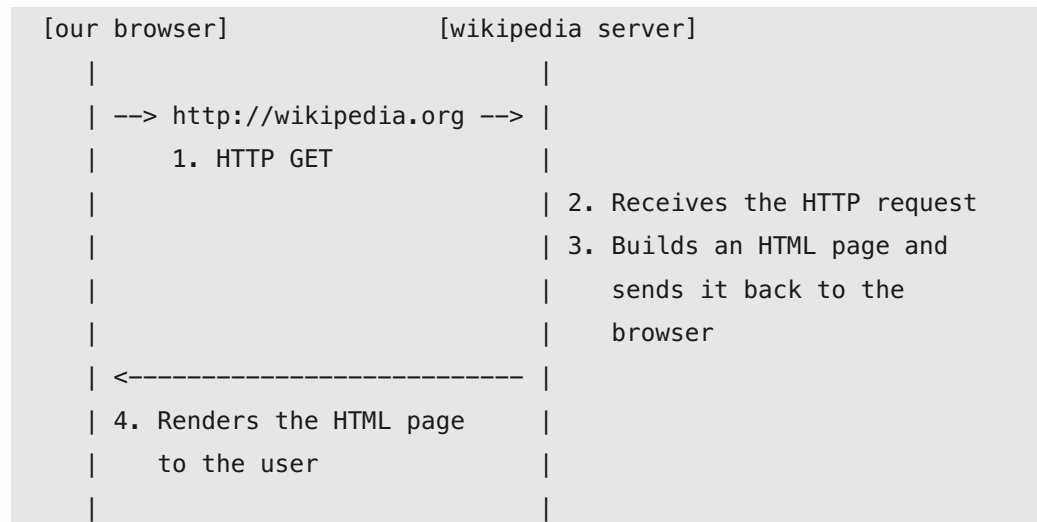 [our browser]               [wikipedia server]
   |                              |
   | --> http://wikipedia.org --> |
   |     1. HTTP GET              |
   |                              | 2. Receives the HTTP request
   |                              | 3. Builds an HTML page and
   |                              |    sends it back to the
   |                              |    browser
   | <--------------------------- |
   | 4. Renders the HTML page     |
   |    to the user               |
   |                              |